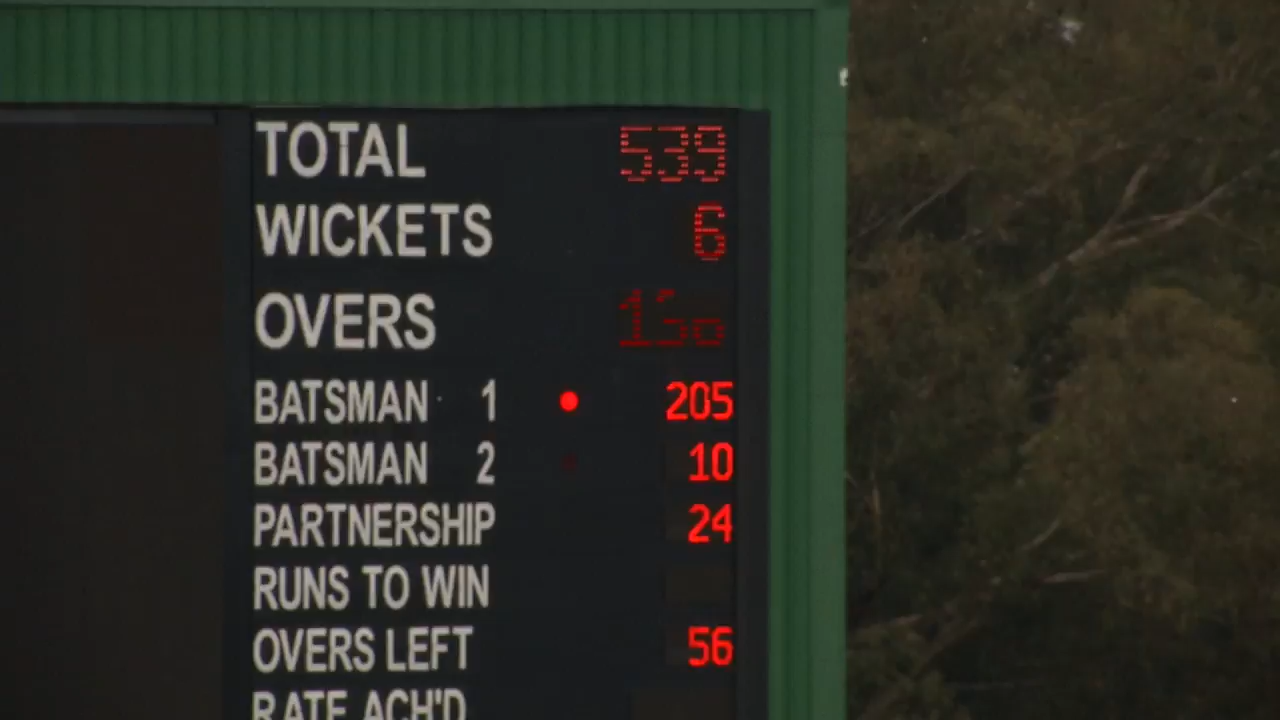 TOTAL 539
WICKETS 6
OVERS 136
BATSMAN 1 205
BATSMAN 2 10
PARTNERSHIP 24
RUNS TO WIN
OVERS LEFT 56
RATE ACH'D